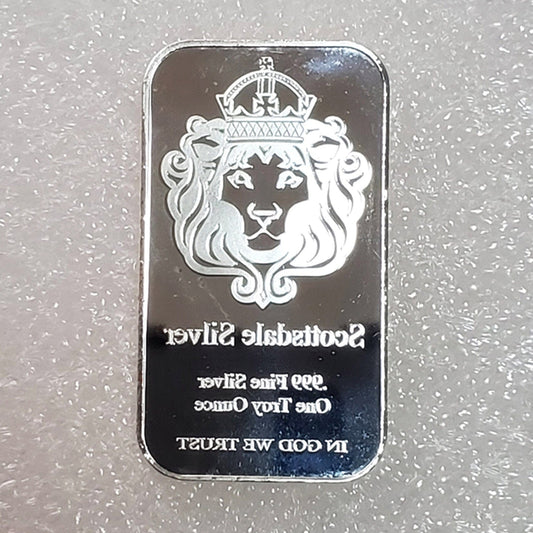 Scottsdale Silver
.999 Fine Silver
One Troy Ounce
IN GOD WE TRUST